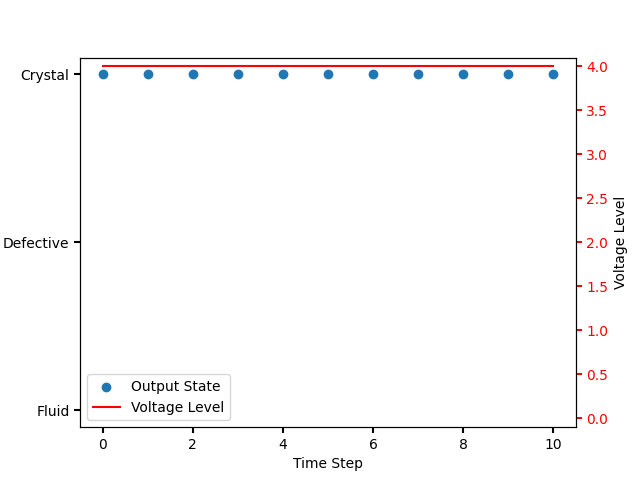 Crystal
Defective
Fluid
4.0
3.5
3.0
2.5
2.0
1.5
1.0
0.5
0.0
Voltage Level
Output State
Voltage Level
0
2
4
6
8
10
Time Step